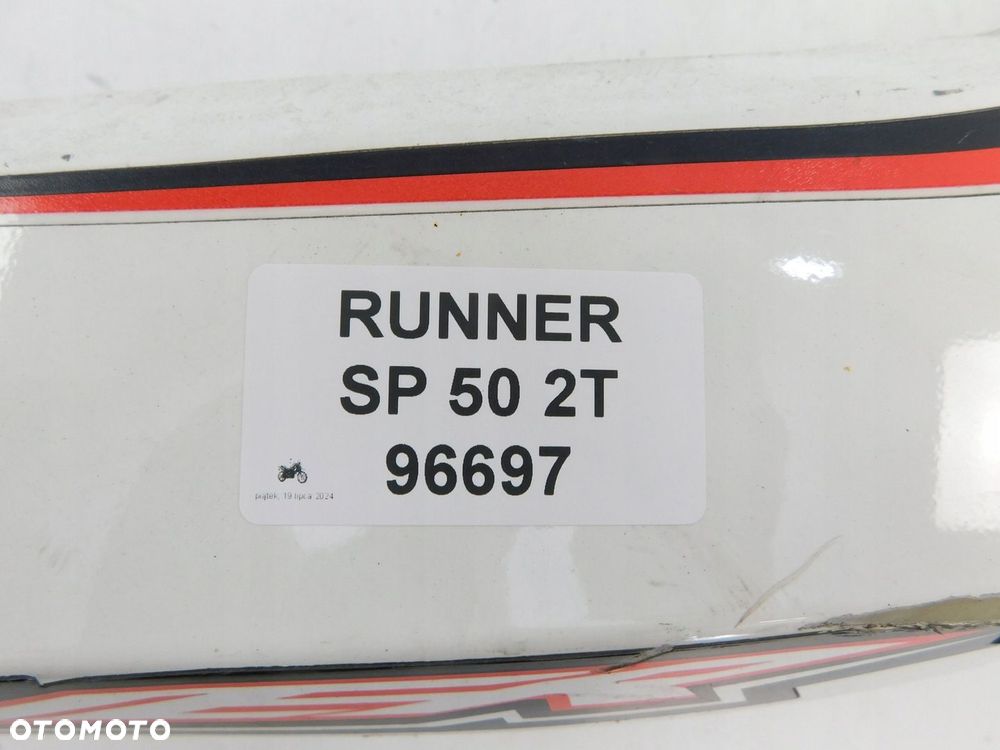 RUNNER
SP 50 2T
96697
piątek, 19 lipca 2024
OTOMOTO